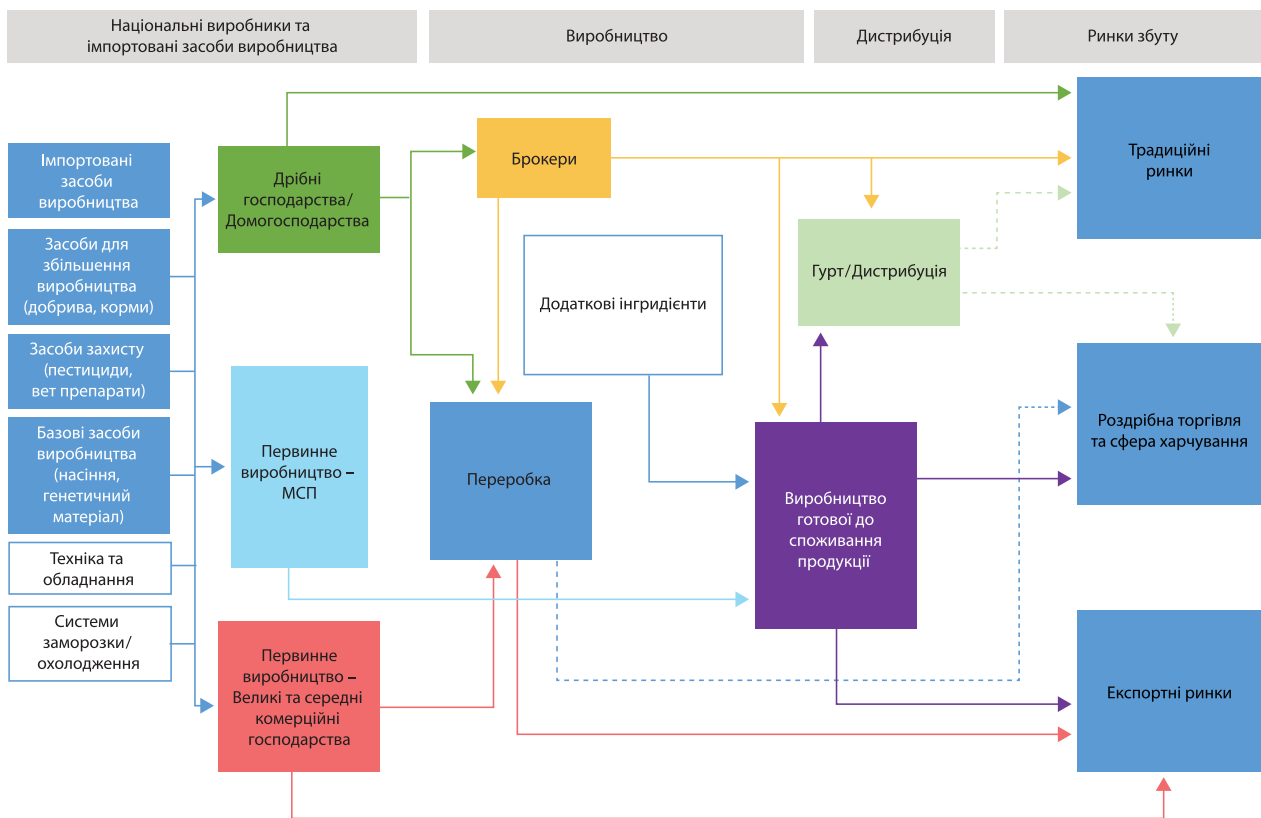 Національні виробники та
імпортовані засоби виробництва
Виробництво
Дистрибуція
Ринки збуту
Імпортовані
засоби
виробництва
Засоби для
збільшення
виробництва
(добрива, корми)
Засоби захисту
(пестициди,
вет препарати)
Базові засоби
виробництва
(насіння,
генетичний
матеріал)
Техніка та
обладнання
Системи
заморозки/
охолодження
Дрібні
господарства/
Домогосподарства
Первинне
виробництво –
МСП
Первинне
виробництво –
Великі та середні
комерційні
господарства
Брокери
Додаткові інгридієнти
Переробка
Гурт/Дистрибуція
Виробництво
готової до
споживання
продукції
Традиційні
ринки
Роздрібна торгівля
та сфера харчування
Експортні ринки